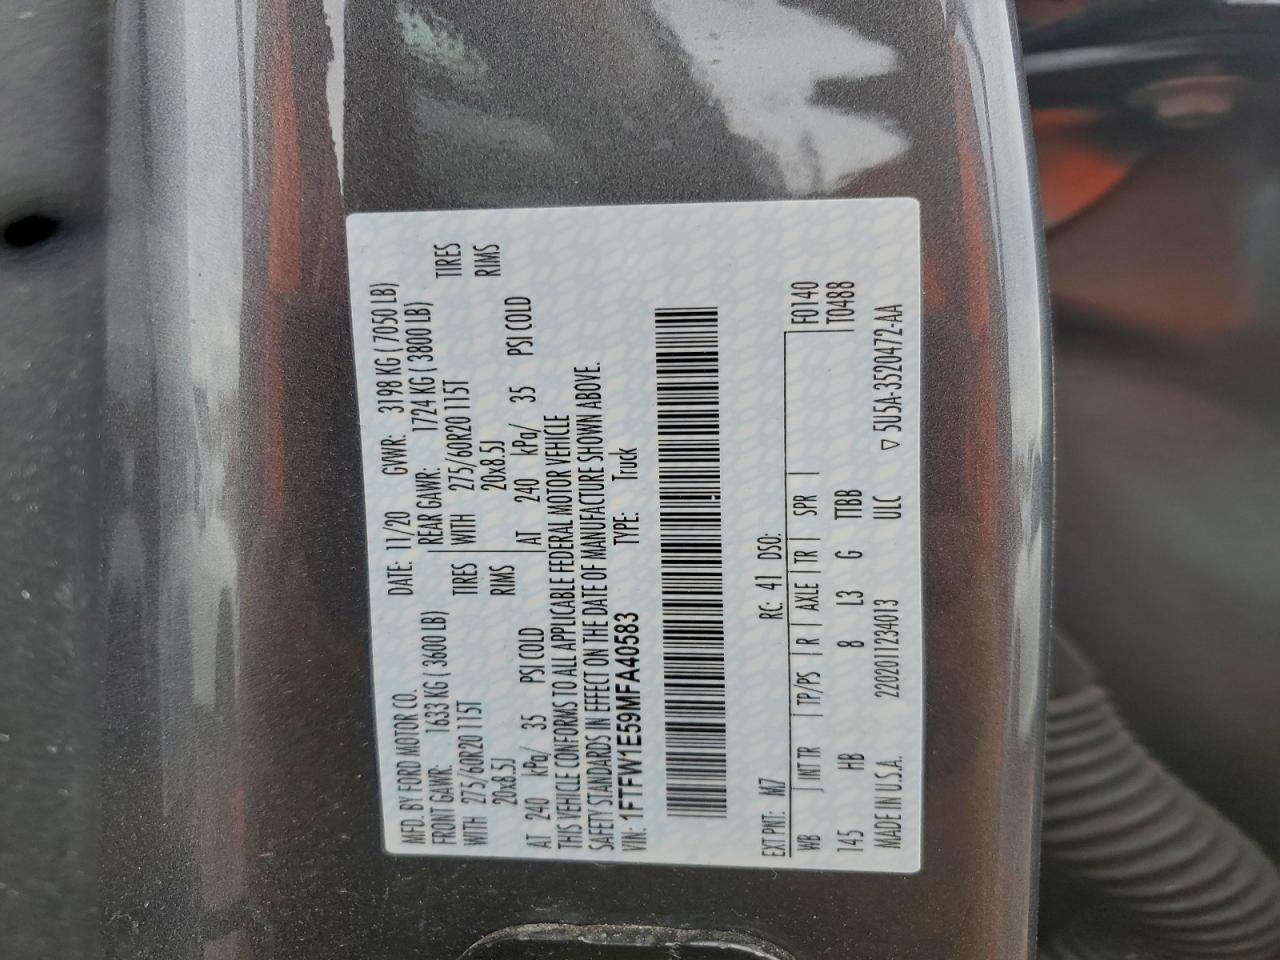 MFD. BY FORD MOTOR CO.   DATE: 11/20   GVWR: 3198 KG ( 7050 LB)
FRONT GAWR: 1633 KG ( 3600 LB)   REAR GAWR: 1724 KG ( 3800 LB)
WITH 275/60R20 115T TIRES   WITH 275/60R20 115T TIRES
20x8.5J RIMS   20x8.5J RIMS
AT 240 kPa/ 35 PSI COLD   AT 240 kPa/ 35 PSI COLD
THIS VEHICLE CONFORMS TO ALL APPLICABLE FEDERAL MOTOR VEHICLE
SAFETY STANDARDS IN EFFECT ON THE DATE OF MANUFACTURE SHOWN ABOVE.
VIN: 1FTFW1E59MFA40583   TYPE: Truck
EXT PNT: M7   RC: 41   DSO:   F0140
WB | INT TR | TP/PS | R | AXLE | TR | SPR |   T0488
145   HB   8   L3   G   TTBB
MADE IN U.S.A.   2202011234013   ULC   ▽ 5U5A-3520472-AA